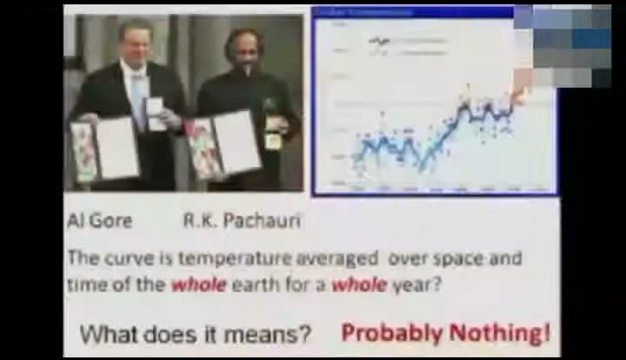 Al Gore R.K. Pachauri
The curve is temperature averaged over space and
time of the whole earth for a whole year?
What does it means? Probably Nothing!